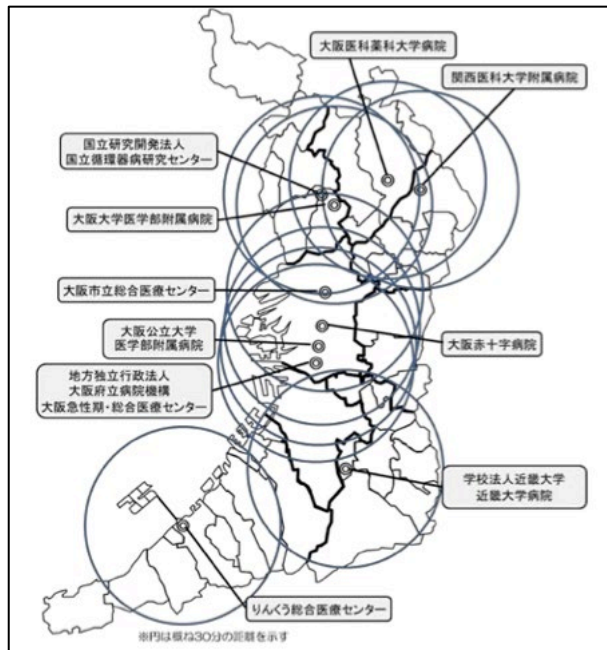 大阪医科薬科大学病院
関西医科大学附属病院
国立研究開発法人
国立循環器病研究センター
大阪大学医学部附属病院
大阪市立総合医療センター
大阪公立大学
医学部附属病院
大阪赤十字病院
地方独立行政法人
大阪府立病院機構
大阪急性期・総合医療センター
学校法人近畿大学
近畿大学病院
りんくう総合医療センター
※円は概ね30分の距離を示す